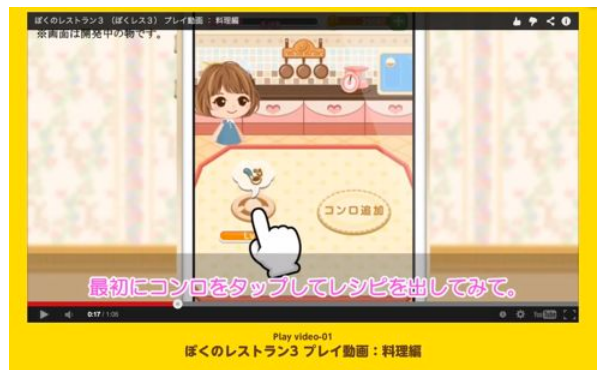 ぼくのレストラン3 (ぼくレス3) プレイ動画 : 料理編
※画面は開発中の物です。
コンロ追加
最初にコンロをタップしてレシピを出してみて。
0:17 / 1:06
You Tube
Play video-01
ぼくのレストラン3 プレイ動画：料理編